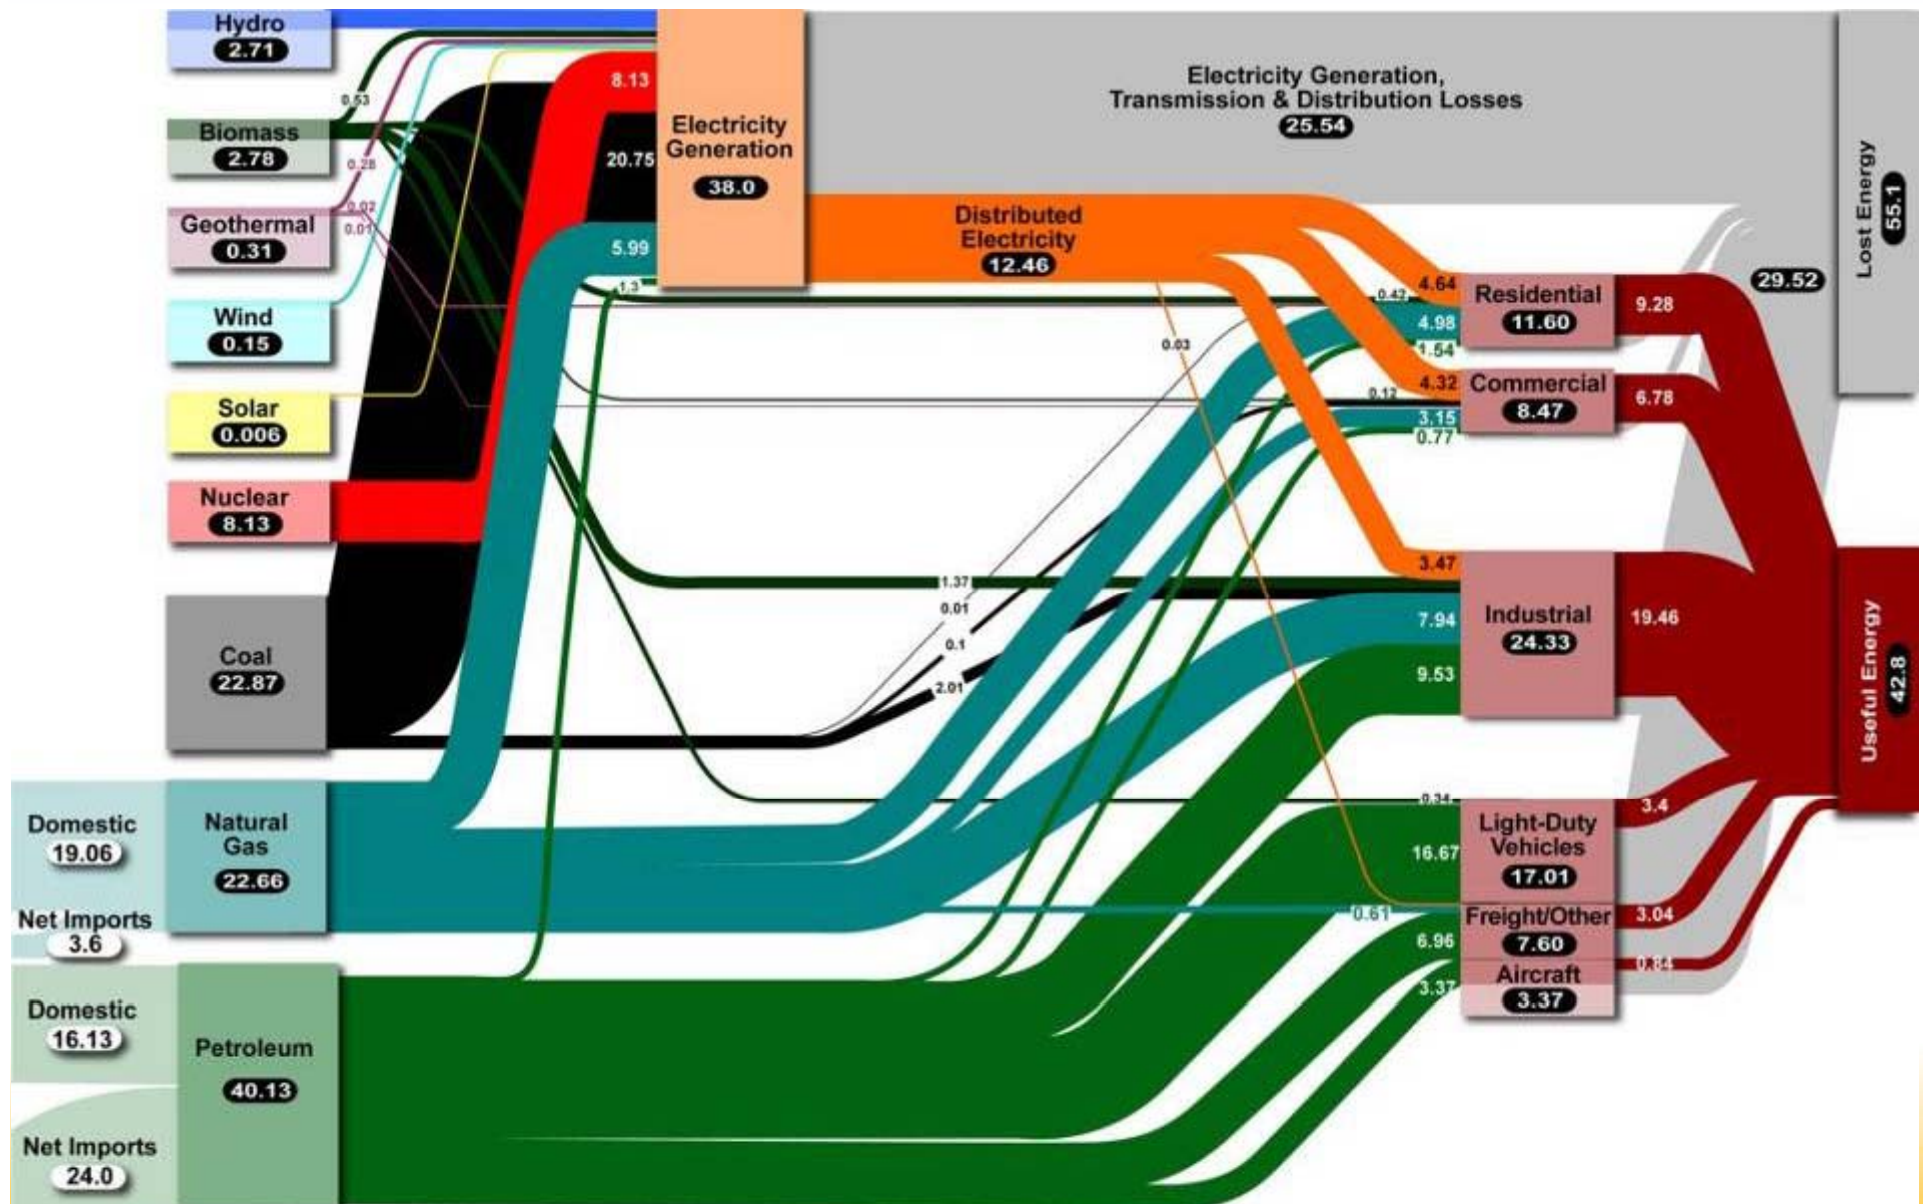 Hydro
2.71
Biomass
2.78
Geothermal
0.31
Wind
0.15
Solar
0.006
Nuclear
8.13
Coal
22.87
Domestic
19.06
Net Imports
3.6
Natural
Gas
22.66
Domestic
16.13
Net Imports
24.0
Petroleum
40.13
0.53
0.28
0.02
0.01
8.13
20.75
5.99
1.3
Electricity
Generation
38.0
Electricity Generation,
Transmission & Distribution Losses
25.54
Distributed
Electricity
12.46
0.03
1.37
0.01
0.1
2.01
4.64
0.42
4.98
1.54
4.32
0.12
3.15
0.77
3.47
7.94
9.53
0.34
16.67
0.61
6.96
3.37
Residential
11.60
Commercial
8.47
Industrial
24.33
Light-Duty
Vehicles
17.01
Freight/Other
7.60
Aircraft
3.37
9.28
6.78
19.46
3.4
3.04
0.84
29.52
Lost Energy
55.1
Useful Energy
42.8